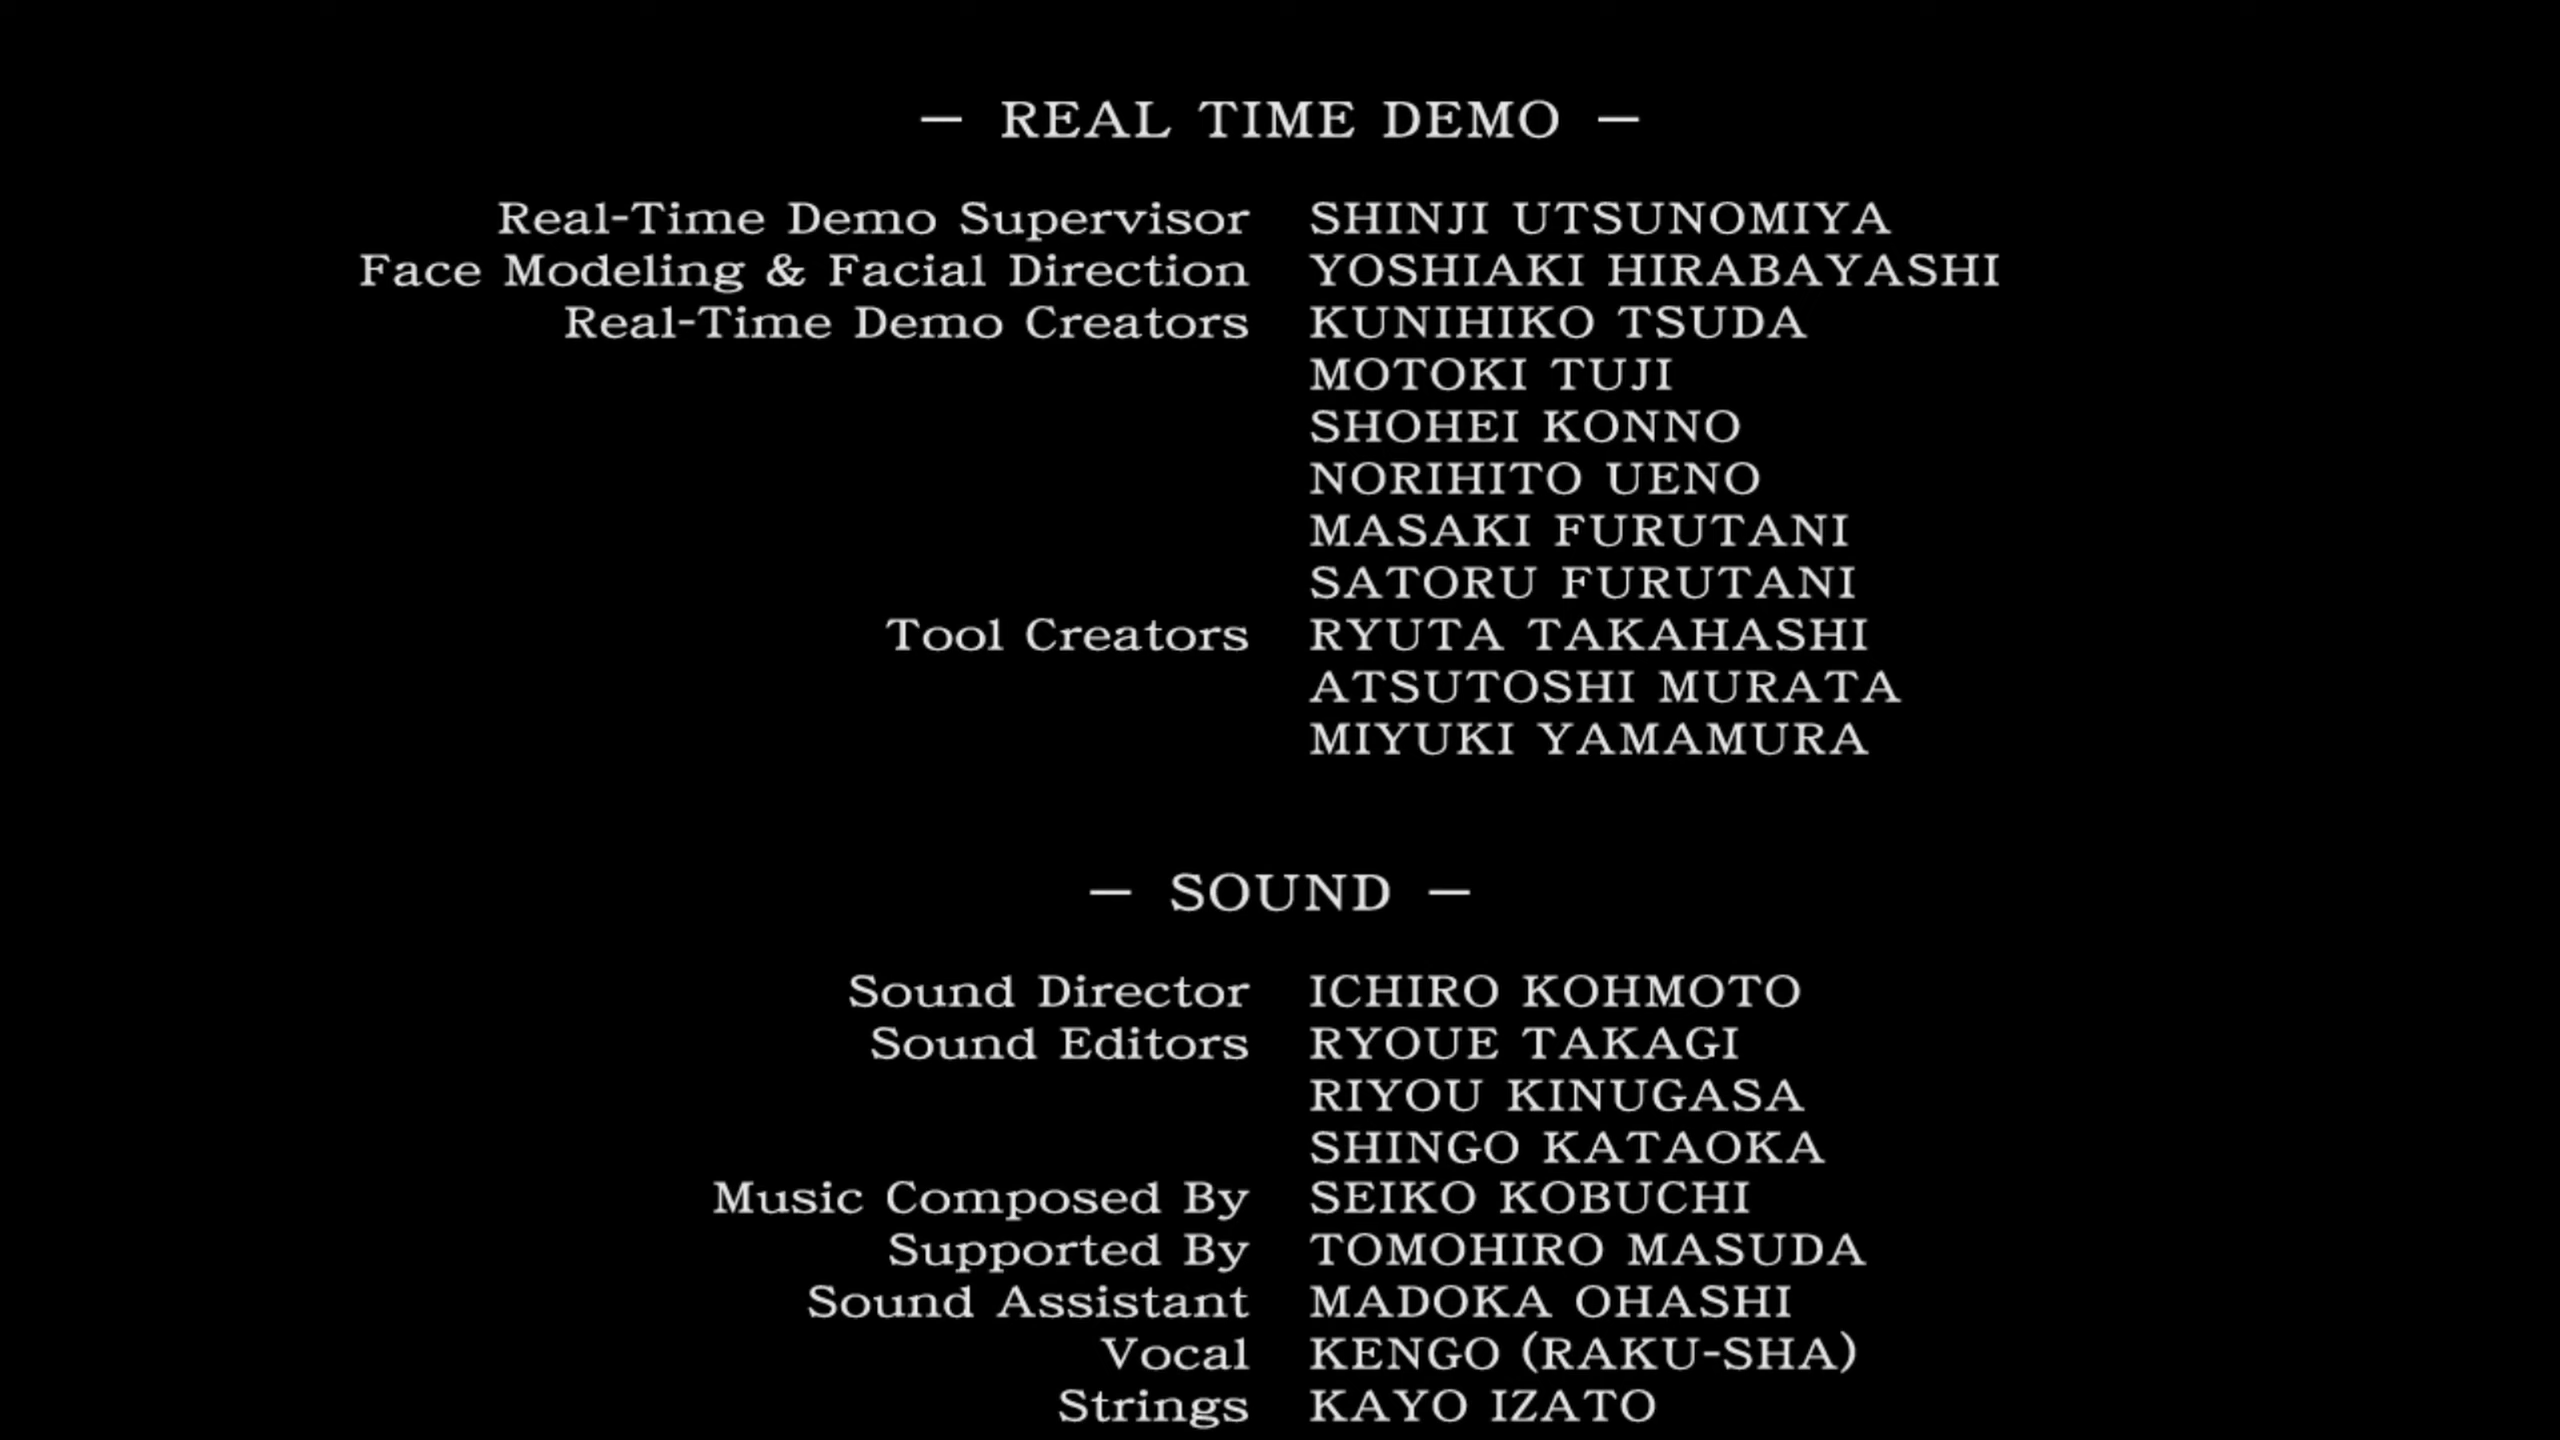 — REAL TIME DEMO —
Real-Time Demo Supervisor SHINJI UTSUNOMIYA
Face Modeling & Facial Direction YOSHIAKI HIRABAYASHI
Real-Time Demo Creators KUNIHIKO TSUDA
MOTOKI TUJI
SHOHEI KONNO
NORIHITO UENO
MASAKI FURUTANI
SATORU FURUTANI
Tool Creators RYUTA TAKAHASHI
ATSUTOSHI MURATA
MIYUKI YAMAMURA
— SOUND —
Sound Director ICHIRO KOHMOTO
Sound Editors RYOUE TAKAGI
RIYOU KINUGASA
SHINGO KATAOKA
Music Composed By SEIKO KOBUCHI
Supported By TOMOHIRO MASUDA
Sound Assistant MADOKA OHASHI
Vocal KENGO (RAKU-SHA)
Strings KAYO IZATO